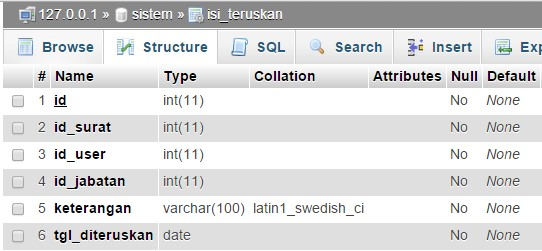 127.0.0.1 » sistem » isi_teruskan
Browse Structure SQL Search Insert
# Name Type Collation Attributes Null Default
1 id int(11) No None
2 id_surat int(11) No None
3 id_user int(11) No None
4 id_jabatan int(11) No None
5 keterangan varchar(100) latin1_swedish_ci No None
6 tgl_diteruskan date No None